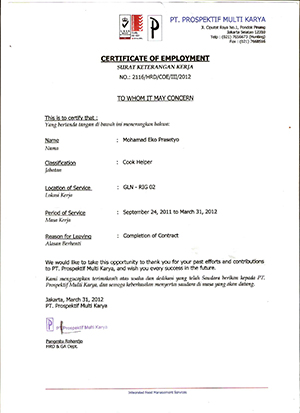 PT. PROSPEKTIF MULTI KARYA
Jl. Ciputat Raya No.1, Pondok Pinang
Jakarta Selatan 12310
Telp : (021) 7656673 (Hunting)
Fax : (021) 7668566
CERTIFICATE OF EMPLOYMENT
SURAT KETERANGAN KERJA
NO.: 2116/HRD/COE/III/2012
TO WHOM IT MAY CONCERN
This is to certify that :
Yang bertanda tangan di bawah ini menerangkan bahwa:
Name : Mohamad Eko Prasetyo
Nama
Classification : Cook Helper
Jabatan
Location of Service : GLN - RIG 02
Lokasi Kerja
Period of Service : September 24, 2011 to March 31, 2012
Masa Kerja
Reason for Leaving : Completion of Contract
Alasan Berhenti
We would like to take this opportunity to thank you for your past efforts and contributions
to PT. Prospektif Multi Karya, and wish you every success in the future.
Kami mengucapkan terimakasih atas usaha dan dedikasi yang telah Saudara berikan kepada PT.
Prospektif Multi Karya, dan semoga keberhasilan menyertai saudara di masa yang akan datang.
Jakarta, March 31, 2012
PT Prospektif Multi Karya
HRD & GA Dept.
Integrated Food Management Services